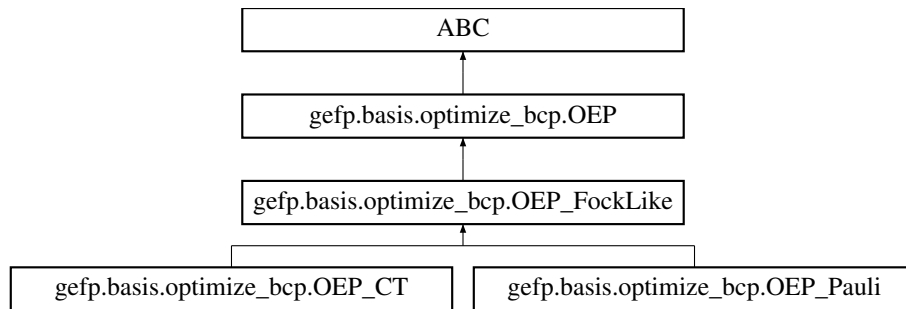 ABC
gefp.basis.optimize_bcp.OEP
gefp.basis.optimize_bcp.OEP_FockLike
gefp.basis.optimize_bcp.OEP_CT
gefp.basis.optimize_bcp.OEP_Pauli